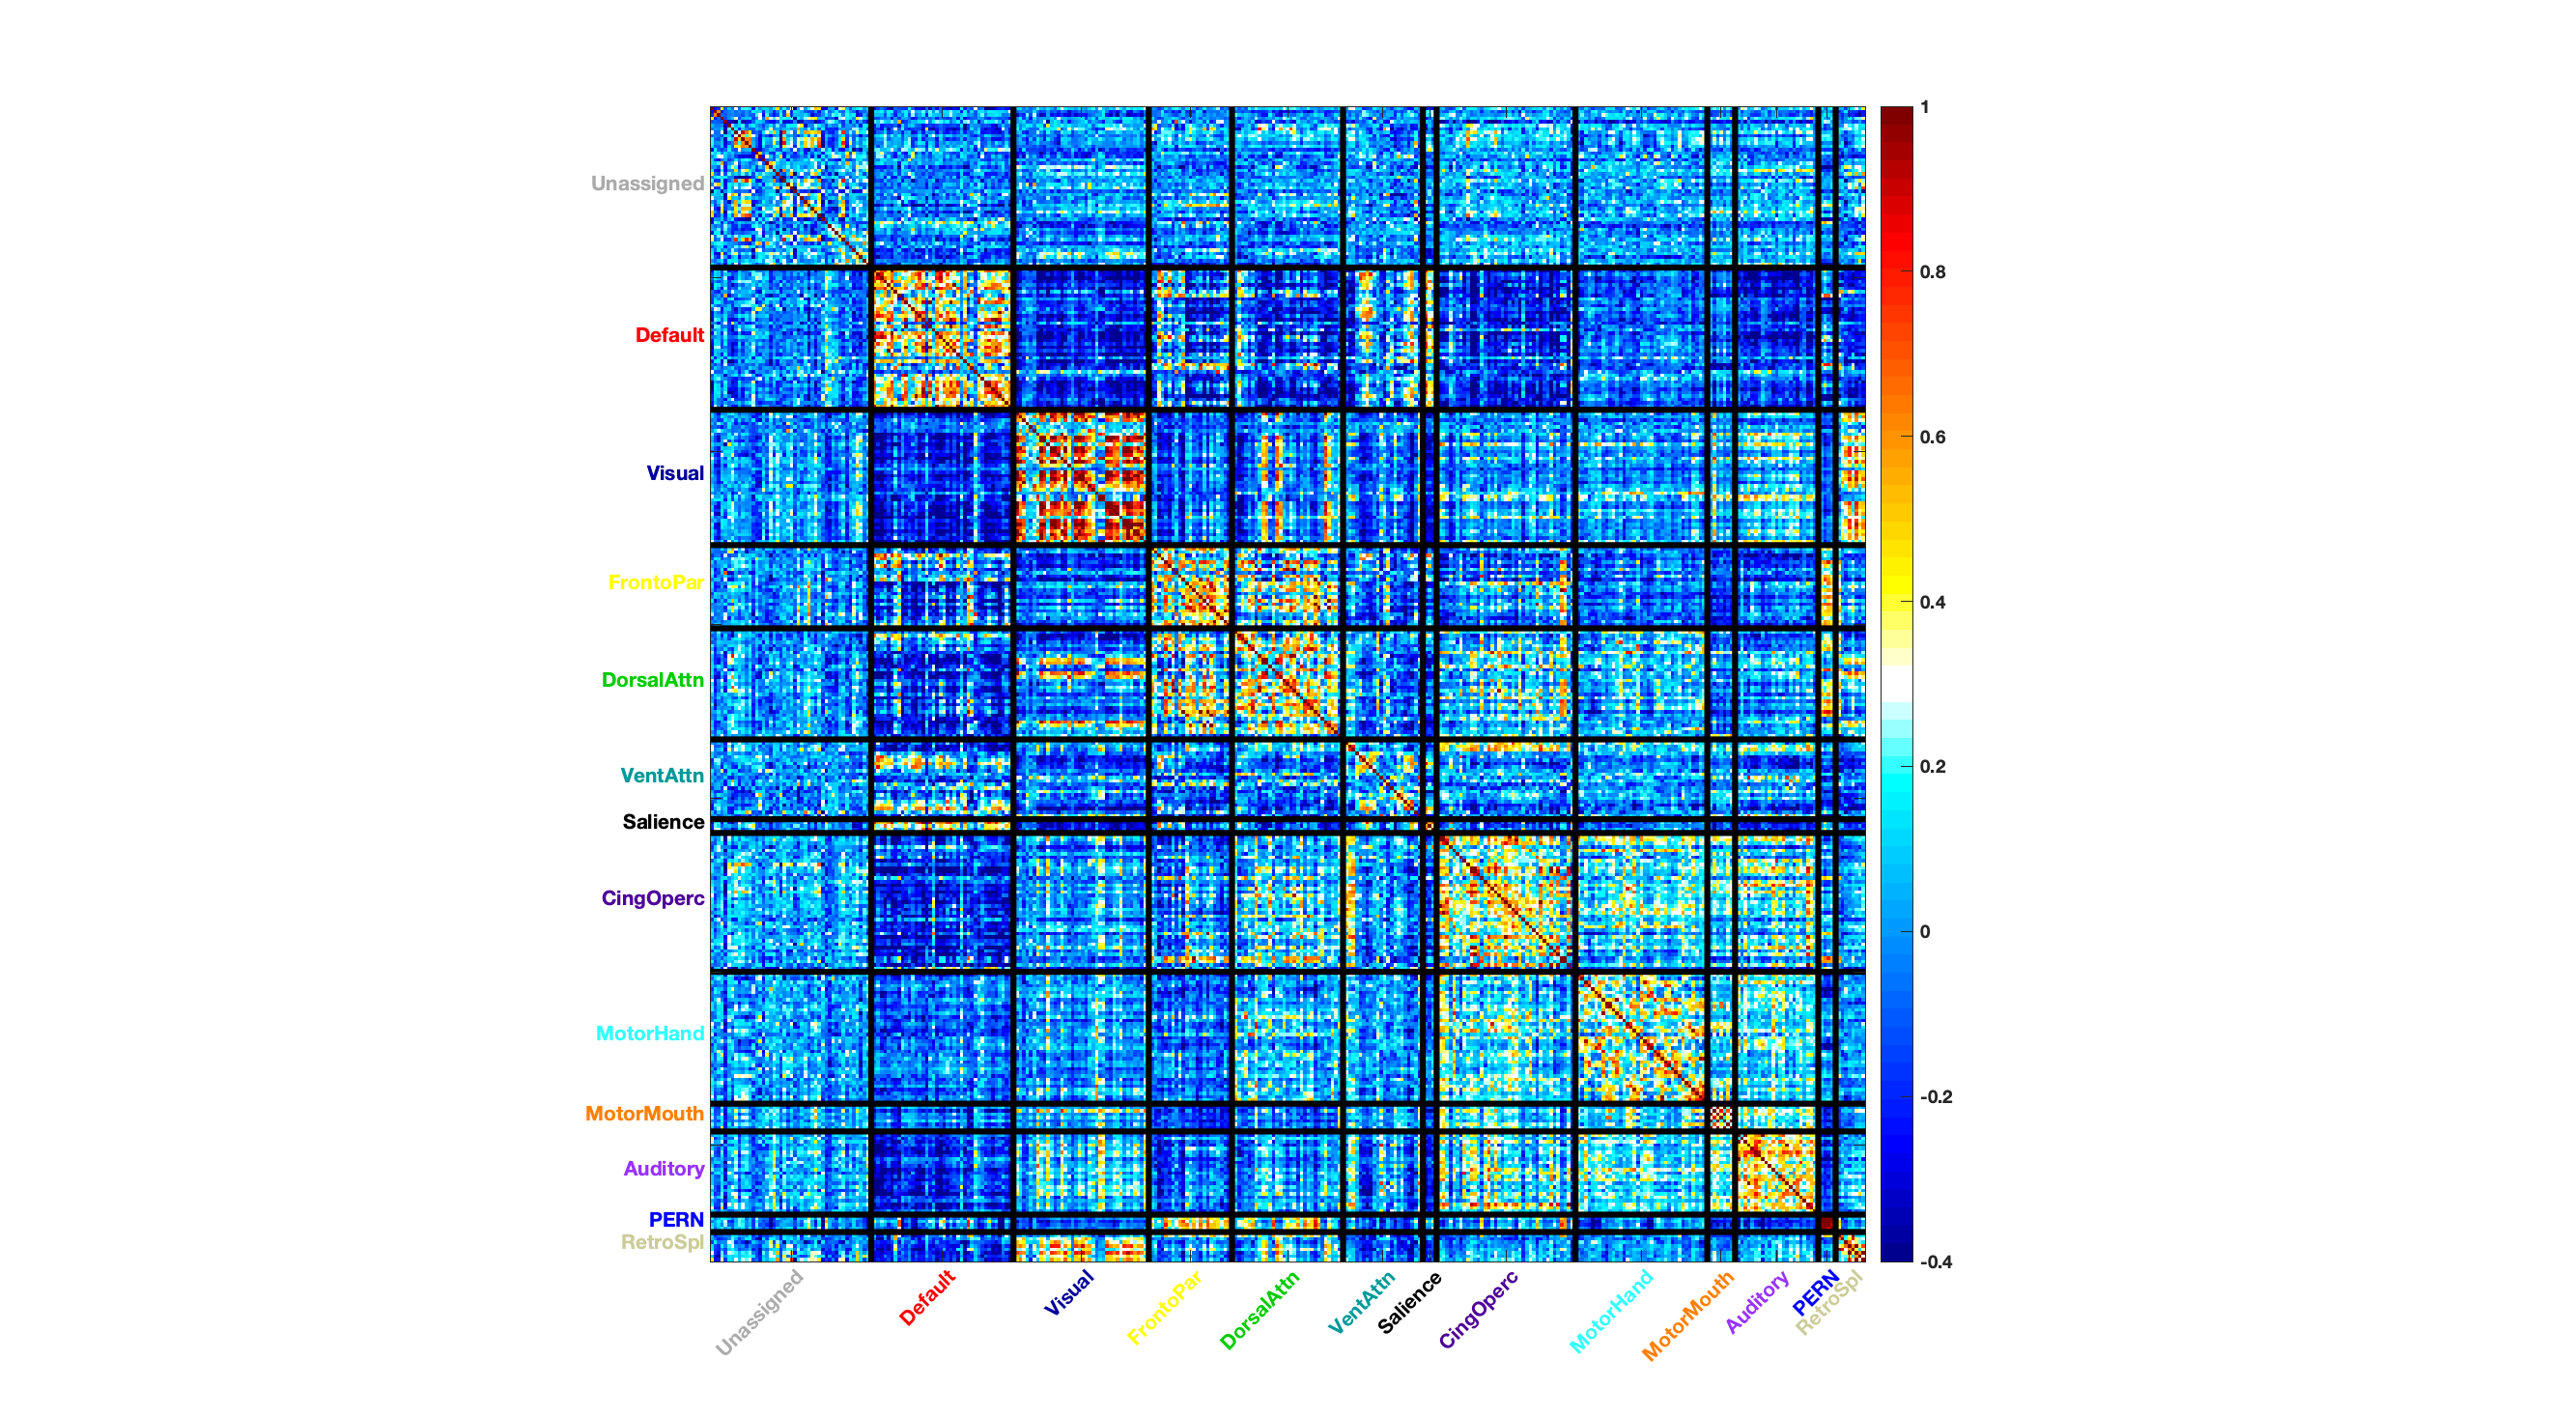 Unassigned
Default
Visual
FrontoPar
DorsalAttn
VentAttn
Salience
CingOperc
MotorHand
MotorMouth
Auditory
PERN
RetroSpl
Unassigned
Default
Visual
FrontoPar
DorsalAttn
VentAttn
Salience
CingOperc
MotorHand
MotorMouth
Auditory
PERN
RetroSpl
1
0.8
0.6
0.4
0.2
0
-0.2
-0.4